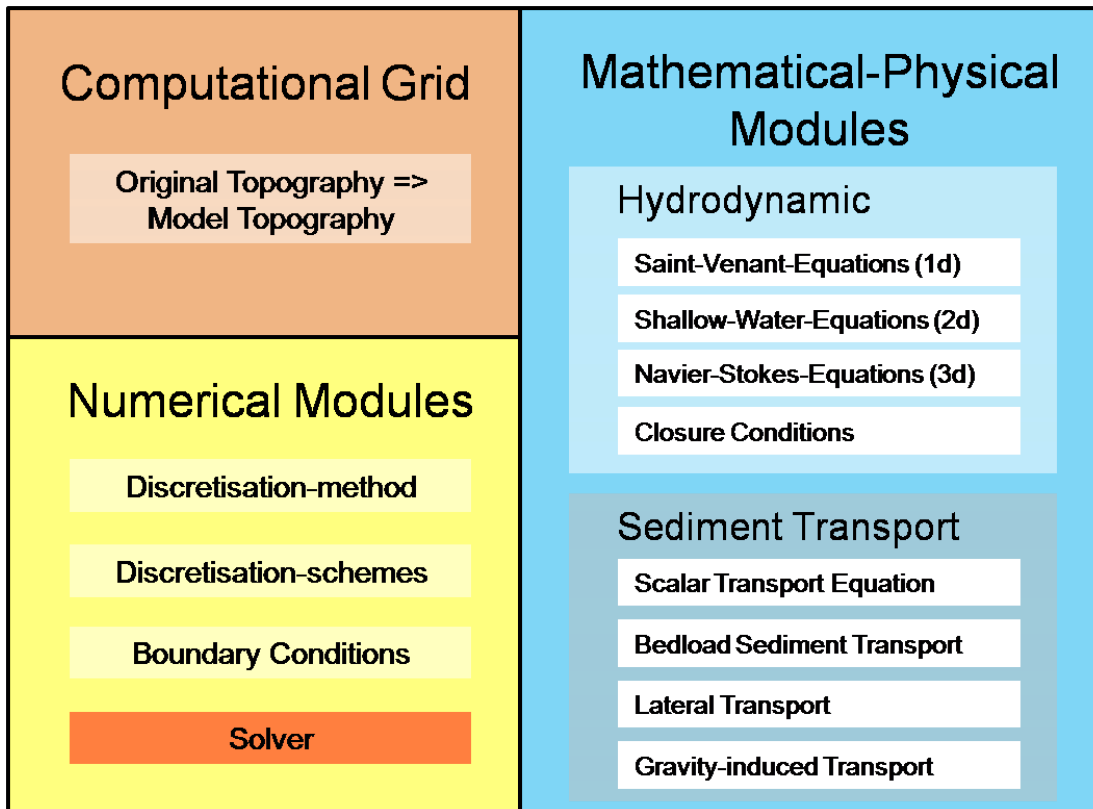 Computational Grid
Original Topography =>
Model Topography
Numerical Modules
Discretisation-method
Discretisation-schemes
Boundary Conditions
Solver
Mathematical-Physical
Modules
Hydrodynamic
Saint-Venant-Equations (1d)
Shallow-Water-Equations (2d)
Navier-Stokes-Equations (3d)
Closure Conditions
Sediment Transport
Scalar Transport Equation
Bedload Sediment Transport
Lateral Transport
Gravity-induced Transport